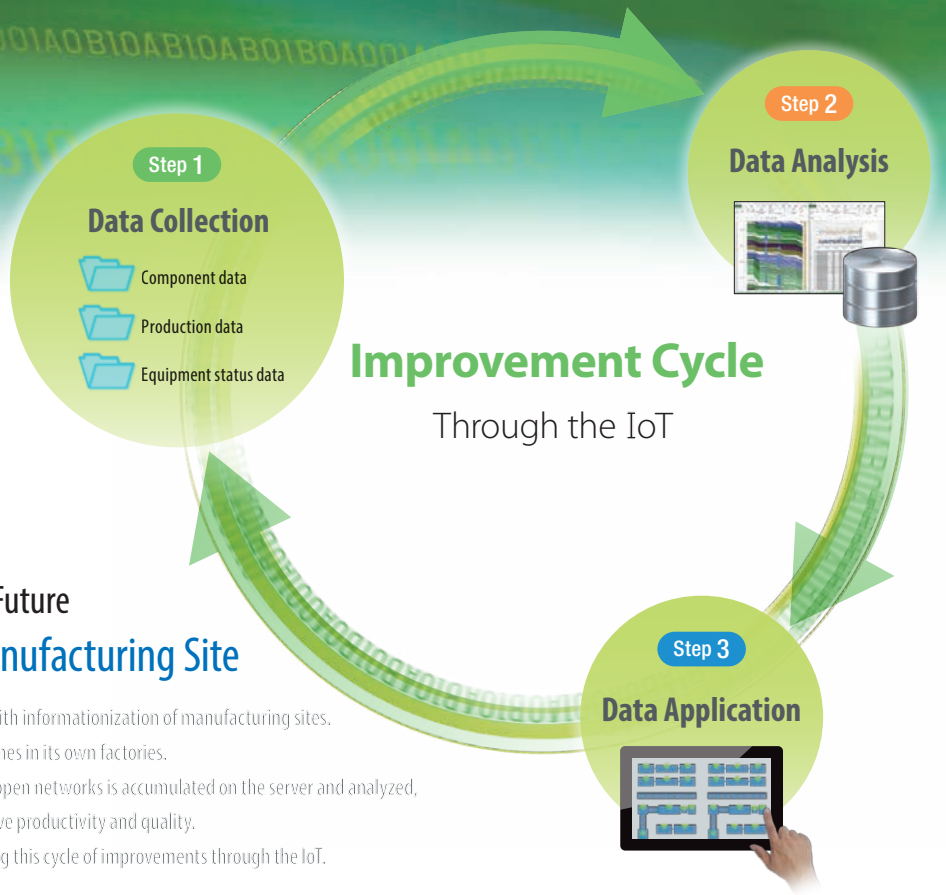 Step 1
Data Collection
Component data
Production data
Equipment status data
Step 2
Data Analysis
Improvement Cycle
Through the IoT
Step 3
Data Application
Future
nufacturing Site
ith informationization of manufacturing sites.
nes in its own factories.
open networks is accumulated on the server and analyzed,
ve productivity and quality.
g this cycle of improvements through the IoT.